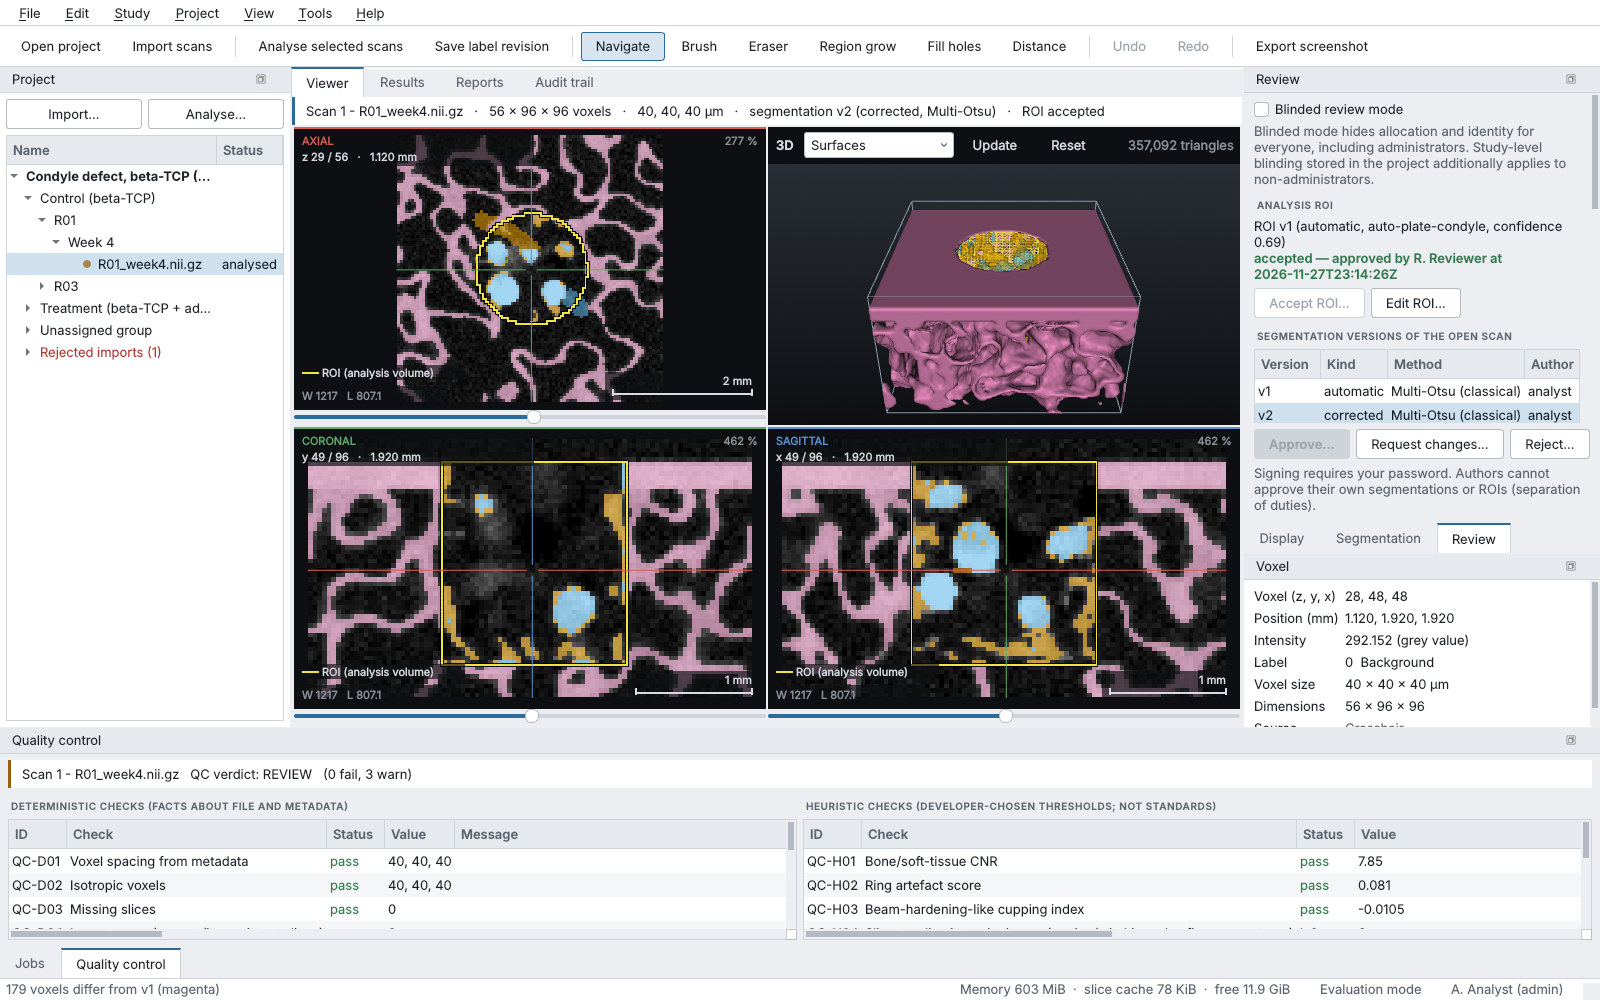 File Edit Study Project View Tools Help
Open project Import scans Analyse selected scans Save label revision Navigate Brush Eraser Region grow Fill holes Distance Undo Redo Export screenshot
Project
Import... Analyse...
Name Status
Condyle defect, beta-TCP (...
Control (beta-TCP)
R01
Week 4
R01_week4.nii.gz analysed
R03
Treatment (beta-TCP + ad...
Unassigned group
Rejected imports (1)
Viewer Results Reports Audit trail
Scan 1 - R01_week4.nii.gz · 56 × 96 × 96 voxels · 40, 40, 40 µm · segmentation v2 (corrected, Multi-Otsu) · ROI accepted
AXIAL 277 %
z 29 / 56 · 1.120 mm
ROI (analysis volume)
2 mm
W 1217 L 807.1
3D Surfaces Update Reset 357,092 triangles
CORONAL 462 %
y 49 / 96 · 1.920 mm
ROI (analysis volume)
1 mm
W 1217 L 807.1
SAGITTAL 462 %
x 49 / 96 · 1.920 mm
ROI (analysis volume)
1 mm
W 1217 L 807.1
Review
Blinded review mode
Blinded mode hides allocation and identity for
everyone, including administrators. Study-level
blinding stored in the project additionally applies to
non-administrators.
ANALYSIS ROI
ROI v1 (automatic, auto-plate-condyle, confidence
0.69)
accepted — approved by R. Reviewer at
2026-11-27T23:14:26Z
Accept ROI... Edit ROI...
SEGMENTATION VERSIONS OF THE OPEN SCAN
Version Kind Method Author
v1 automatic Multi-Otsu (classical) analyst
v2 corrected Multi-Otsu (classical) analyst
Approve... Request changes... Reject...
Signing requires your password. Authors cannot
approve their own segmentations or ROIs (separation
of duties).
Display Segmentation Review
Voxel
Voxel (z, y, x) 28, 48, 48
Position (mm) 1.120, 1.920, 1.920
Intensity 292.152 (grey value)
Label 0 Background
Voxel size 40 × 40 × 40 µm
Dimensions 56 × 96 × 96
Quality control
Scan 1 - R01_week4.nii.gz QC verdict: REVIEW (0 fail, 3 warn)
DETERMINISTIC CHECKS (FACTS ABOUT FILE AND METADATA)
ID Check Status Value Message
QC-D01 Voxel spacing from metadata pass 40, 40, 40
QC-D02 Isotropic voxels pass 40, 40, 40
QC-D03 Missing slices pass 0
HEURISTIC CHECKS (DEVELOPER-CHOSEN THRESHOLDS; NOT STANDARDS)
ID Check Status Value
QC-H01 Bone/soft-tissue CNR pass 7.85
QC-H02 Ring artefact score pass 0.081
QC-H03 Beam-hardening-like cupping index pass -0.0105
Jobs Quality control
179 voxels differ from v1 (magenta) Memory 603 MiB · slice cache 78 KiB · free 11.9 GiB Evaluation mode A. Analyst (admin)